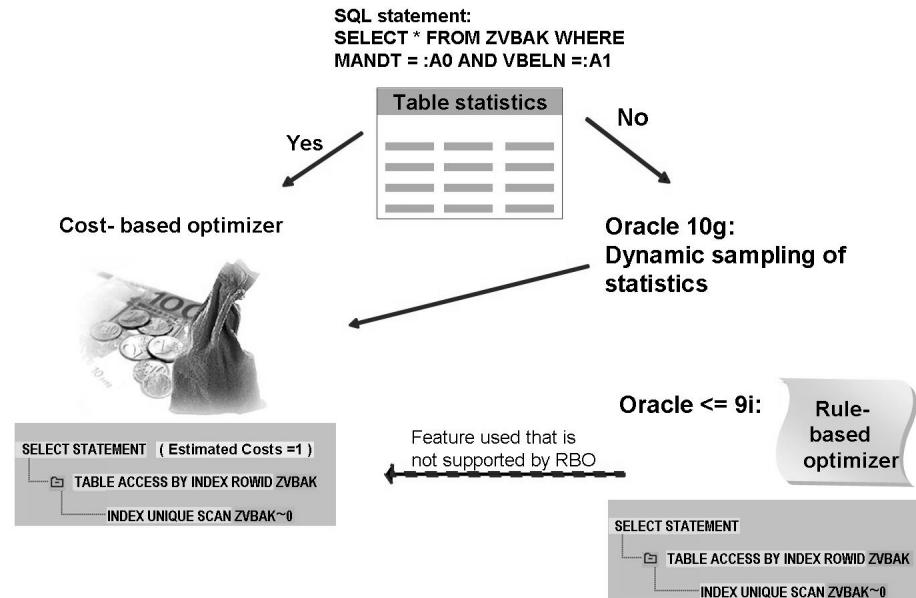 SQL statement:
SELECT * FROM ZVBAK WHERE
MANDT = :A0 AND VBELN =:A1
Table statistics
Yes
No
Cost- based optimizer
Oracle 10g:
Dynamic sampling of
statistics
100
Oracle <= 9i:
Rule-
based
optimizer
Feature used that is
not supported by RBO
SELECT STATEMENT ( Estimated Costs =1 )
TABLE ACCESS BY INDEX ROWID ZVBAK
INDEX UNIQUE SCAN ZVBAK~0
SELECT STATEMENT
TABLE ACCESS BY INDEX ROWID ZVBAK
INDEX UNIQUE SCAN ZVBAK~0